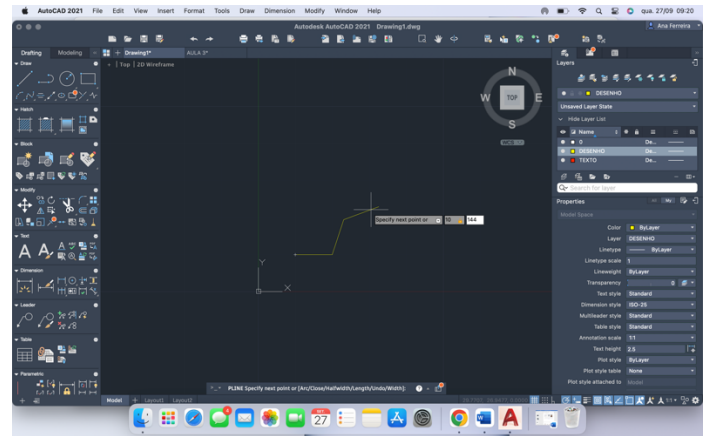 AutoCAD 2021 File Edit View Insert Format Tools Draw Dimension Modify Window Help
qua. 27/09 09:20
Autodesk AutoCAD 2021 Drawing1.dwg
Ana Ferreira
Drafting Modeling
Drawing1* AULA 2*
Draw
Top 2D Wireframe
Hatch
Block
Modify
Text
Dimension
Leader
Table
Parametric
N
W TOP E
S
WCS
Specify next point or 144
Y
X
PLINE Specify next point or [Arc/Close/Halfwidth/Length/Undo/Width]:
Model Layout1 Layout2
Layers
DESENHO
Unsaved Layer State
Hide Layer List
Name
0 De...
DESENHO De...
TEXTO De...
Search for layer
Properties
Model Space
Color ByLayer
Layer DESENHO
Linetype ByLayer
Linetype scale 1
Lineweight ByLayer
Transparency 0
Text style Standard
Dimension style ISO-25
Multileader style Standard
Table style Standard
Annotation scale 1:1
Text height 2.5
Plot style ByLayer
Plot style table None
Plot style attached to Model
1:1
27